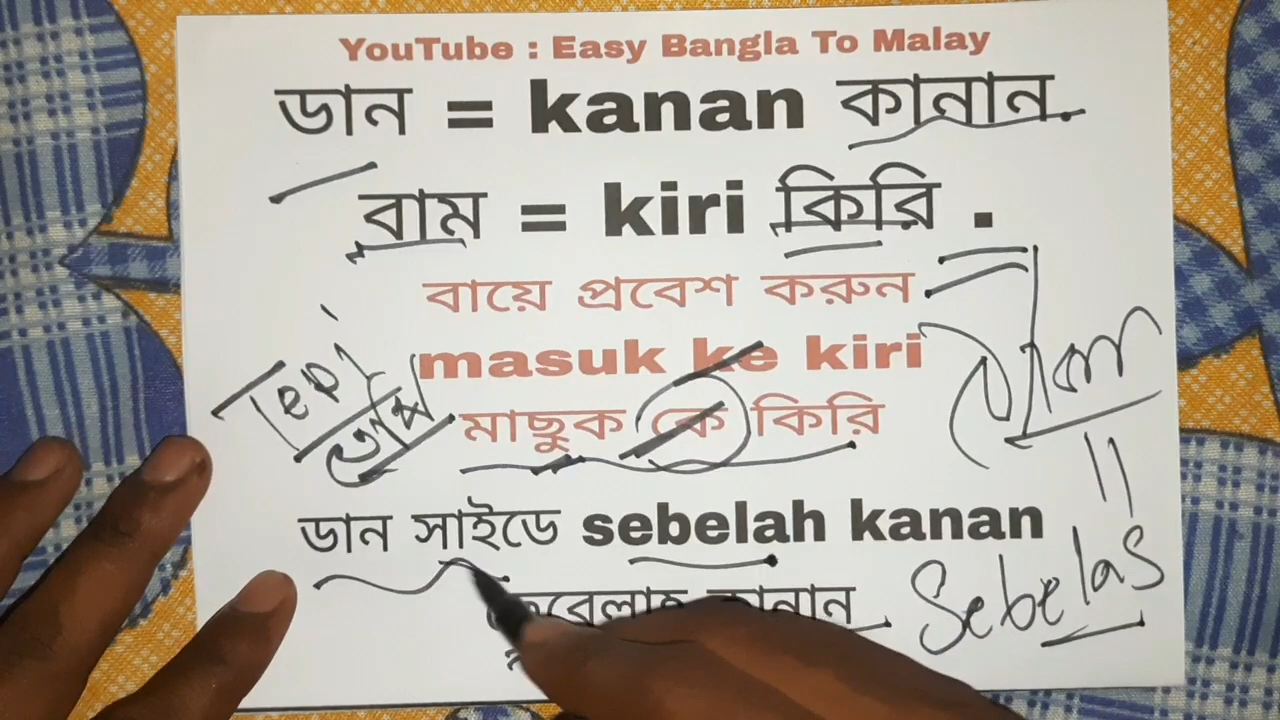 YouTube : Easy Bangla To Malay
ডান = kanan কানান.
বাম = kiri কিরি .
বায়ে প্রবেশ করুন
masuk ke kiri
মাছুক কে কিরি
Tepi
ডান সাইডে sebelah kanan
কানান
Sebelas